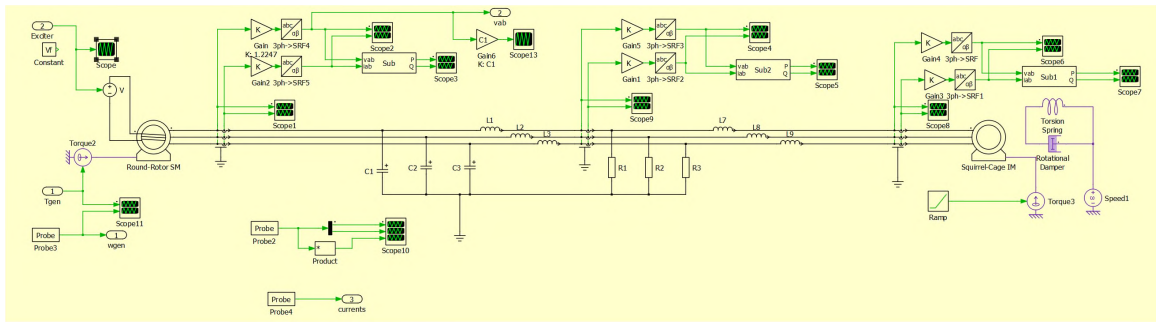 2
Exciter
Vf
Constant
Scope
V
Torque2
Round-Rotor SM
1
Tgen
Scope11
Probe
Probe3
1
wgen
K
Gain
K: 1.2247
abc
αβ
3ph->SRF4
K
Gain2
abc
αβ
3ph->SRF5
Scope2
vab
iab
Sub
P
Q
Scope3
Scope1
2
vab
C1
Gain6
K: C1
Scope13
L1
L2
L3
C1
C2
C3
Probe
Probe2
*
Product
Scope10
Probe
Probe4
3
currents
K
Gain5
abc
αβ
3ph->SRF3
K
Gain1
abc
αβ
3ph->SRF2
Scope4
vab
iab
Sub2
P
Q
Scope5
Scope9
L7
L8
L9
R1
R2
R3
K
Gain4
abc
αβ
3ph->SRF
K
Gain3
abc
αβ
3ph->SRF1
Scope6
vab
iab
Sub1
P
Q
Scope7
Scope8
Squirrel-Cage IM
Torsion
Spring
Rotational
Damper
Ramp
Torque3
ω
Speed1